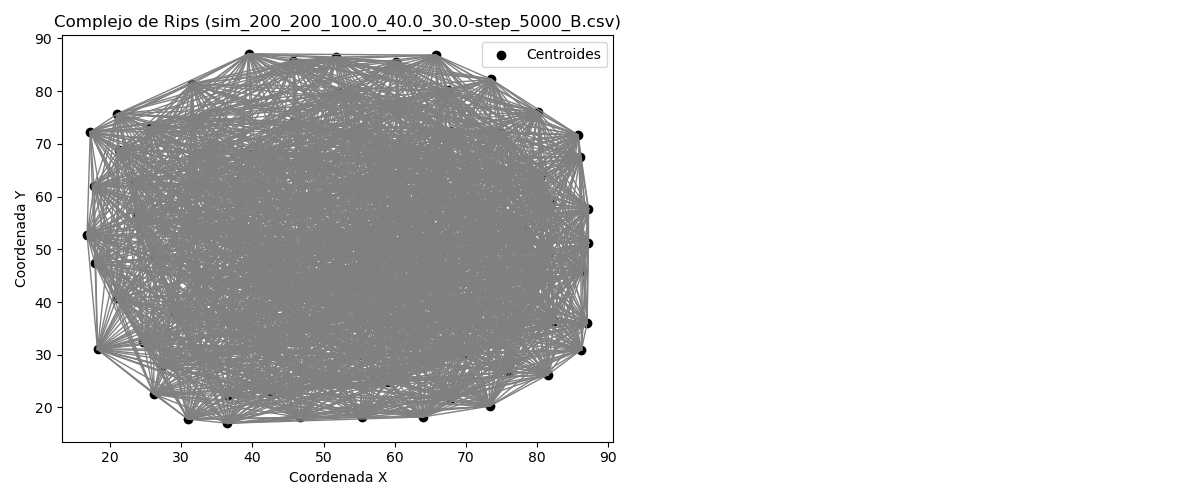 Complejo de Rips (sim_200_200_100.0_40.0_30.0-step_5000_B.csv)
Centroides
90
80
70
60
50
40
30
20
Coordenada Y
20 30 40 50 60 70 80 90
Coordenada X